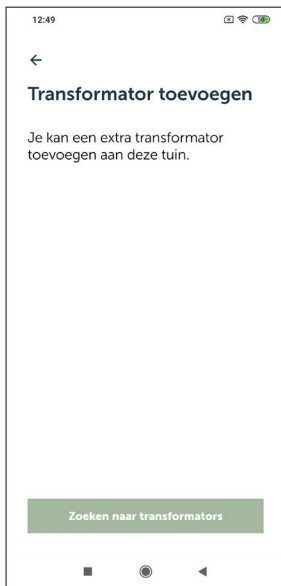 12:49
Transformator toevoegen
Je kan een extra transformator
toevoegen aan deze tuin.
Zoeken naar transformators